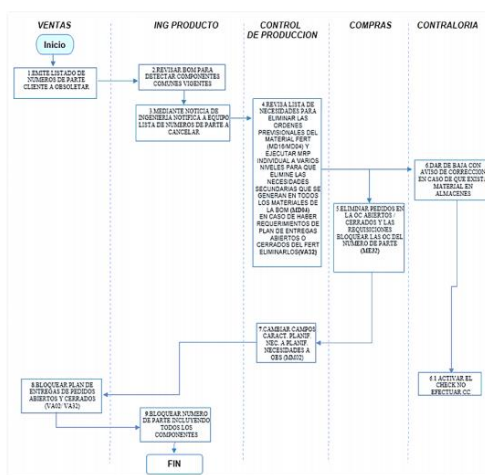 VENTAS
ING PRODUCTO
CONTROL
DE PRODUCCION
COMPRAS
CONTRALORIA
Inicio
1.EMITE LISTADO DE
NUMEROS DE PARTE
CLIENTE A OBSOLETAR
2.REVISAR BOM PARA
DETECTAR COMPONENTES
COMUNES VIGENTES
3.MEDIANTE NOTICIA DE
INGENIERIA NOTIFICA A EQUIPO
LISTA DE NUMEROS DE PARTE A
CANCELAR
4.REVISA LISTA DE
NECESIDADES PARA
ELIMINAR LAS
ORDENES
PREVISIONALES DEL
MATERIAL FERT
(MD16/MD04) Y
EJECUTAR MRP
INDIVIDUAL A VARIOS
NIVELES PARA QUE
ELIMINE LAS
NECESIDADES
SECUNDARIAS QUE SE
GENERAN EN TODOS
LOS MATERIALES DE
LA BOM (MD04)
EN CASO DE HABER
REQUERIMIENTOS DE
PLAN DE ENTREGAS
ABIERTOS O
CERRADOS DEL FERT
ELIMINARLOS(VA32)
5.ELIMINAR PEDIDOS
EN LA OC ABIERTOS /
CERRADOS Y LAS
REQUISICIONES
BLOQUEAR LAS OC DEL
NUMERO DE PARTE
(ME32)
6.DAR DE BAJA CON
AVISO DE CORRECCION
EN CASO DE QUE EXISTA
MATERIAL EN
ALMACENES
7.CAMBIAR CAMPOS
CARACT. PLANIF.
NEC. A PLANIF.
NECESIDADES A
OBS (MM02)
6.1 ACTIVAR EL
CHECK NO
EFECTUAR CC
8.BLOQUEAR PLAN DE
ENTREGAS DE PEDIDOS
ABIERTOS Y CERRADOS
(VA02/ VA32)
9.BLOQUEAR NUMERO
DE PARTE INCLUYENDO
TODOS LOS
COMPONENTES
FIN